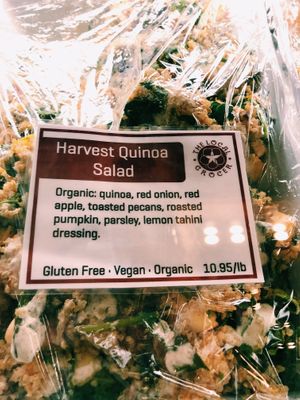 Harvest Quinoa
Salad
THE LOCAL
GROCER
Organic: quinoa, red onion, red
apple, toasted pecans, roasted
pumpkin, parsley, lemon tahini
dressing.
Gluten Free · Vegan · Organic 10.95/lb